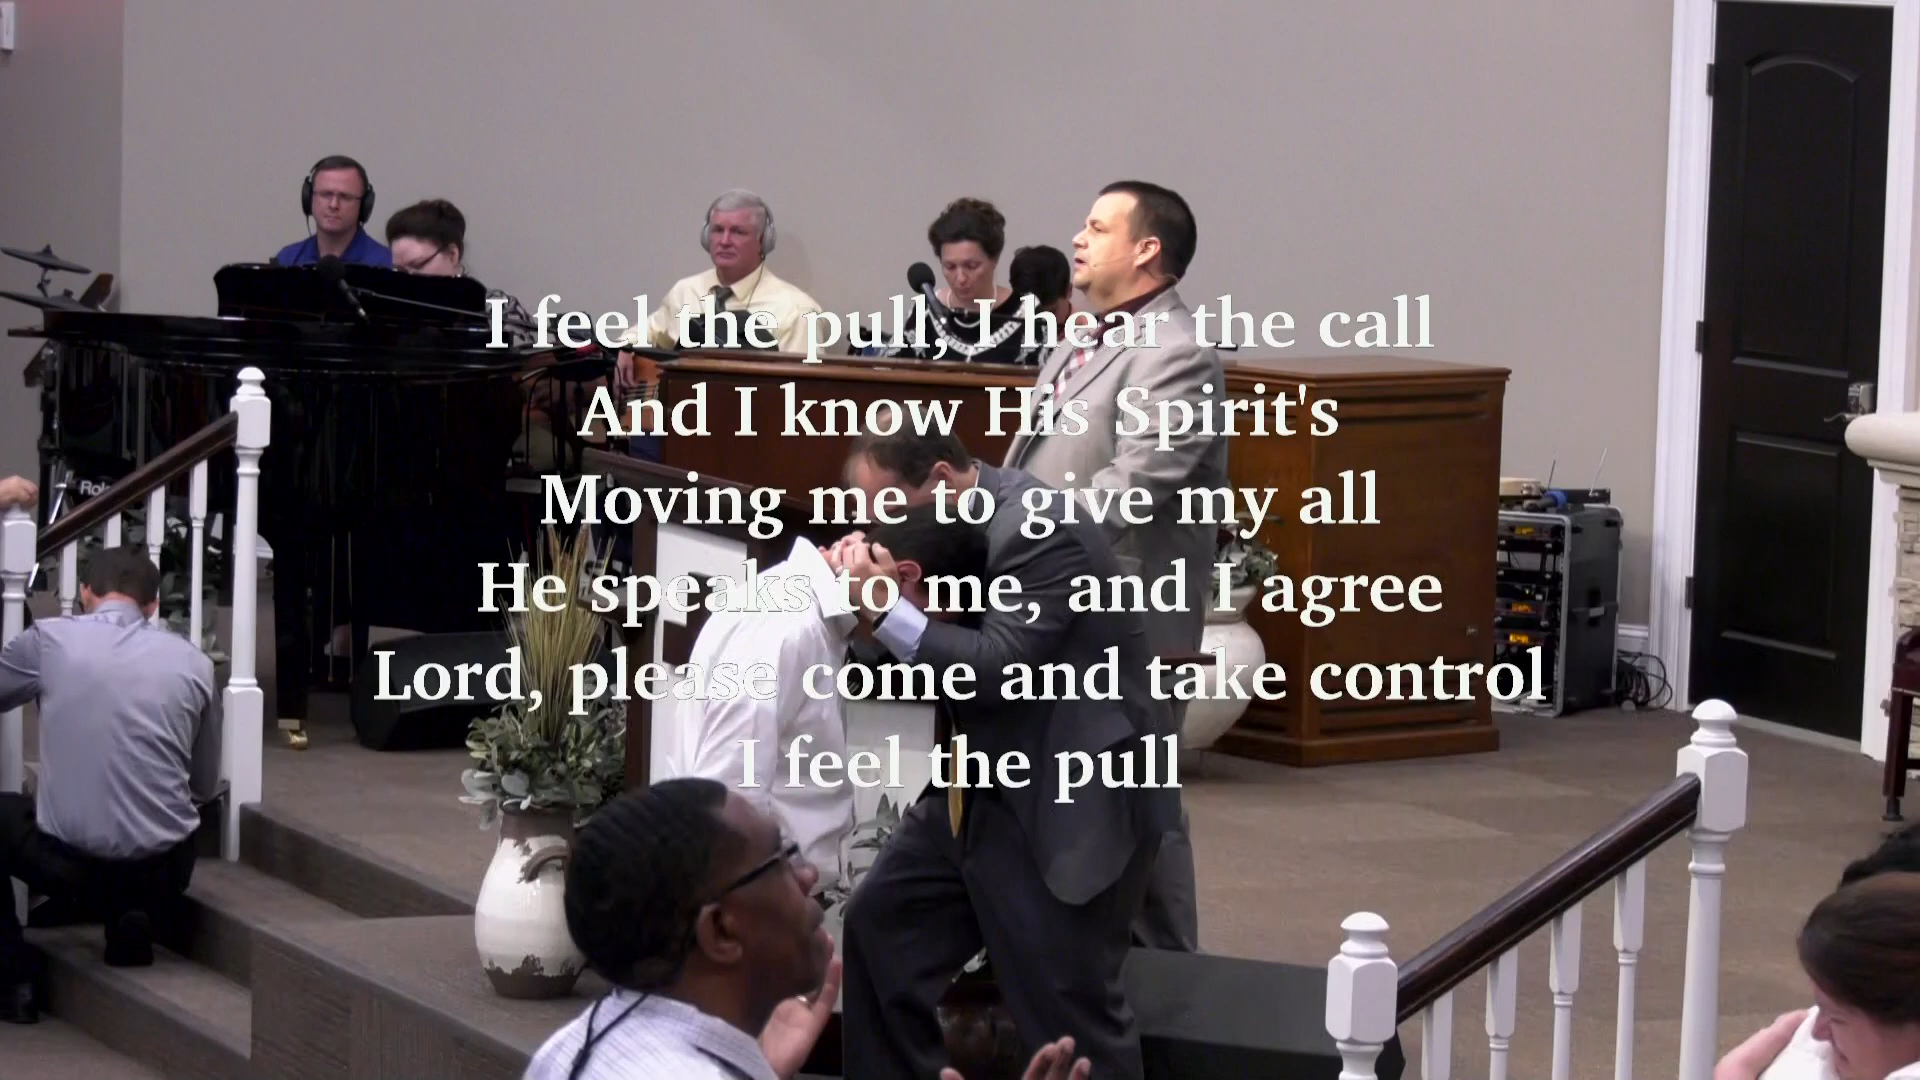 I feel the pull, I hear the call
And I know His Spirit's
Moving me to give my all
He speaks to me, and I agree
Lord, please come and take control
I feel the pull